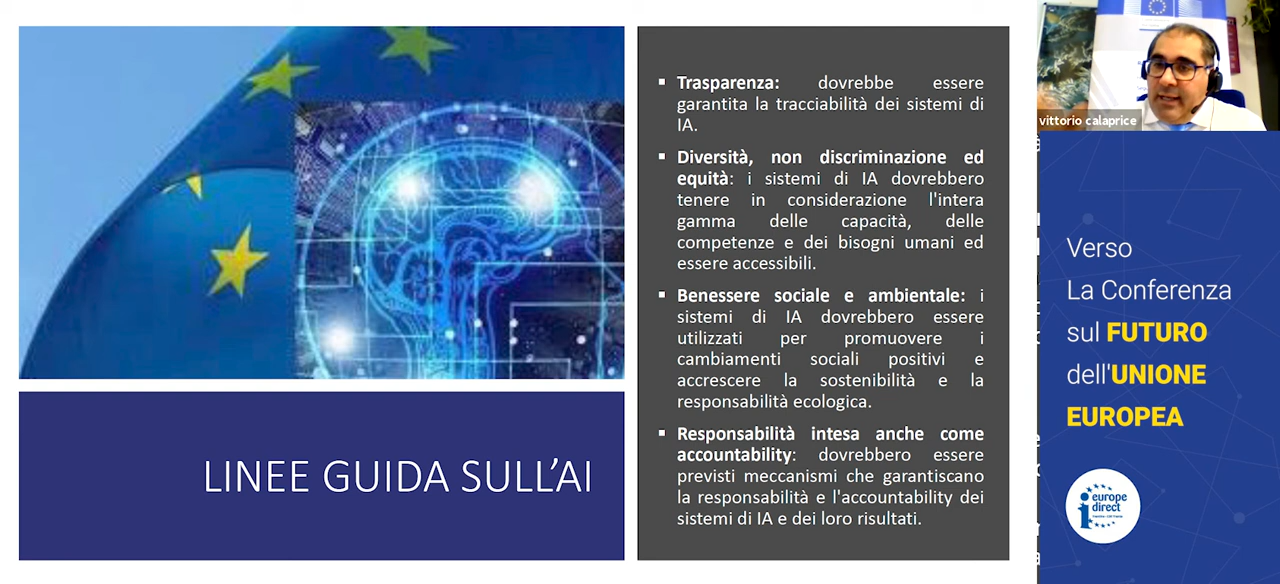 Trasparenza: dovrebbe essere
garantita la tracciabilità dei sistemi di
IA.
Diversità, non discriminazione ed
equità: i sistemi di IA dovrebbero
tenere in considerazione l'intera
gamma delle capacità, delle
competenze e dei bisogni umani ed
essere accessibili.
Benessere sociale e ambientale: i
sistemi di IA dovrebbero essere
utilizzati per promuovere i
cambiamenti sociali positivi e
accrescere la sostenibilità e la
responsabilità ecologica.
Responsabilità intesa anche come
accountability: dovrebbero essere
previsti meccanismi che garantiscano
la responsabilità e l'accountability dei
sistemi di IA e dei loro risultati.
LINEE GUIDA SULL’AI
vittorio calaprice
Verso
La Conferenza
sul FUTURO
dell'UNIONE
EUROPEA
europe
direct